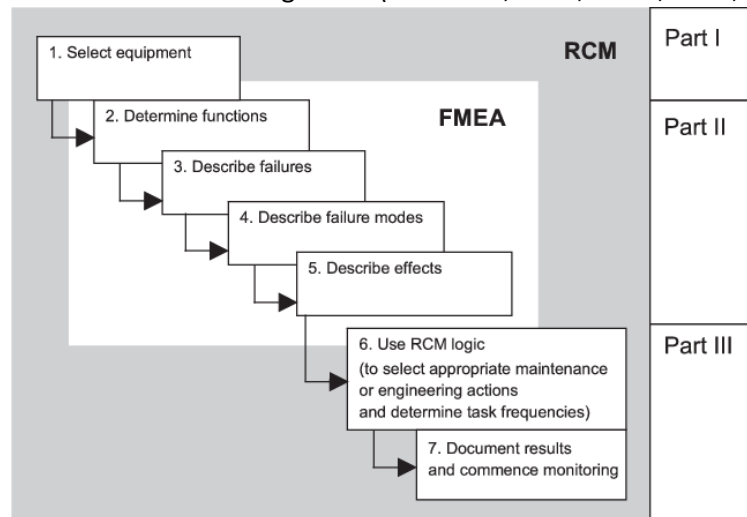 RCM
Part I
1. Select equipment
2. Determine functions
FMEA
Part II
3. Describe failures
4. Describe failure modes
5. Describe effects
6. Use RCM logic
(to select appropriate maintenance
or engineering actions
and determine task frequencies)
Part III
7. Document results
and commence monitoring